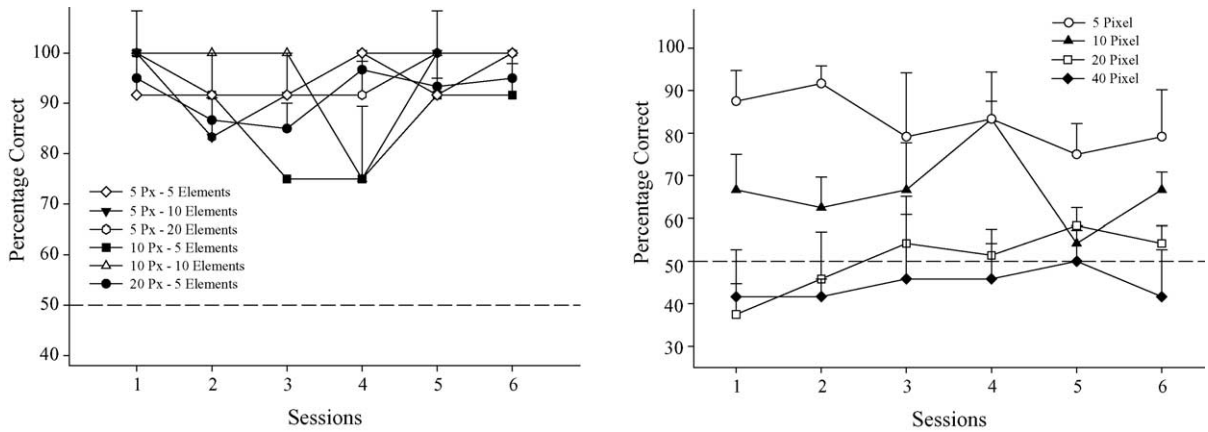 Percentage Correct
100
90
80
70
60
50
40
5 Px - 5 Elements
5 Px - 10 Elements
5 Px - 20 Elements
10 Px - 5 Elements
10 Px - 10 Elements
20 Px - 5 Elements
1 2 3 4 5 6
Sessions
Percentage Correct
100
90
80
70
60
50
40
30
5 Pixel
10 Pixel
20 Pixel
40 Pixel
1 2 3 4 5 6
Sessions